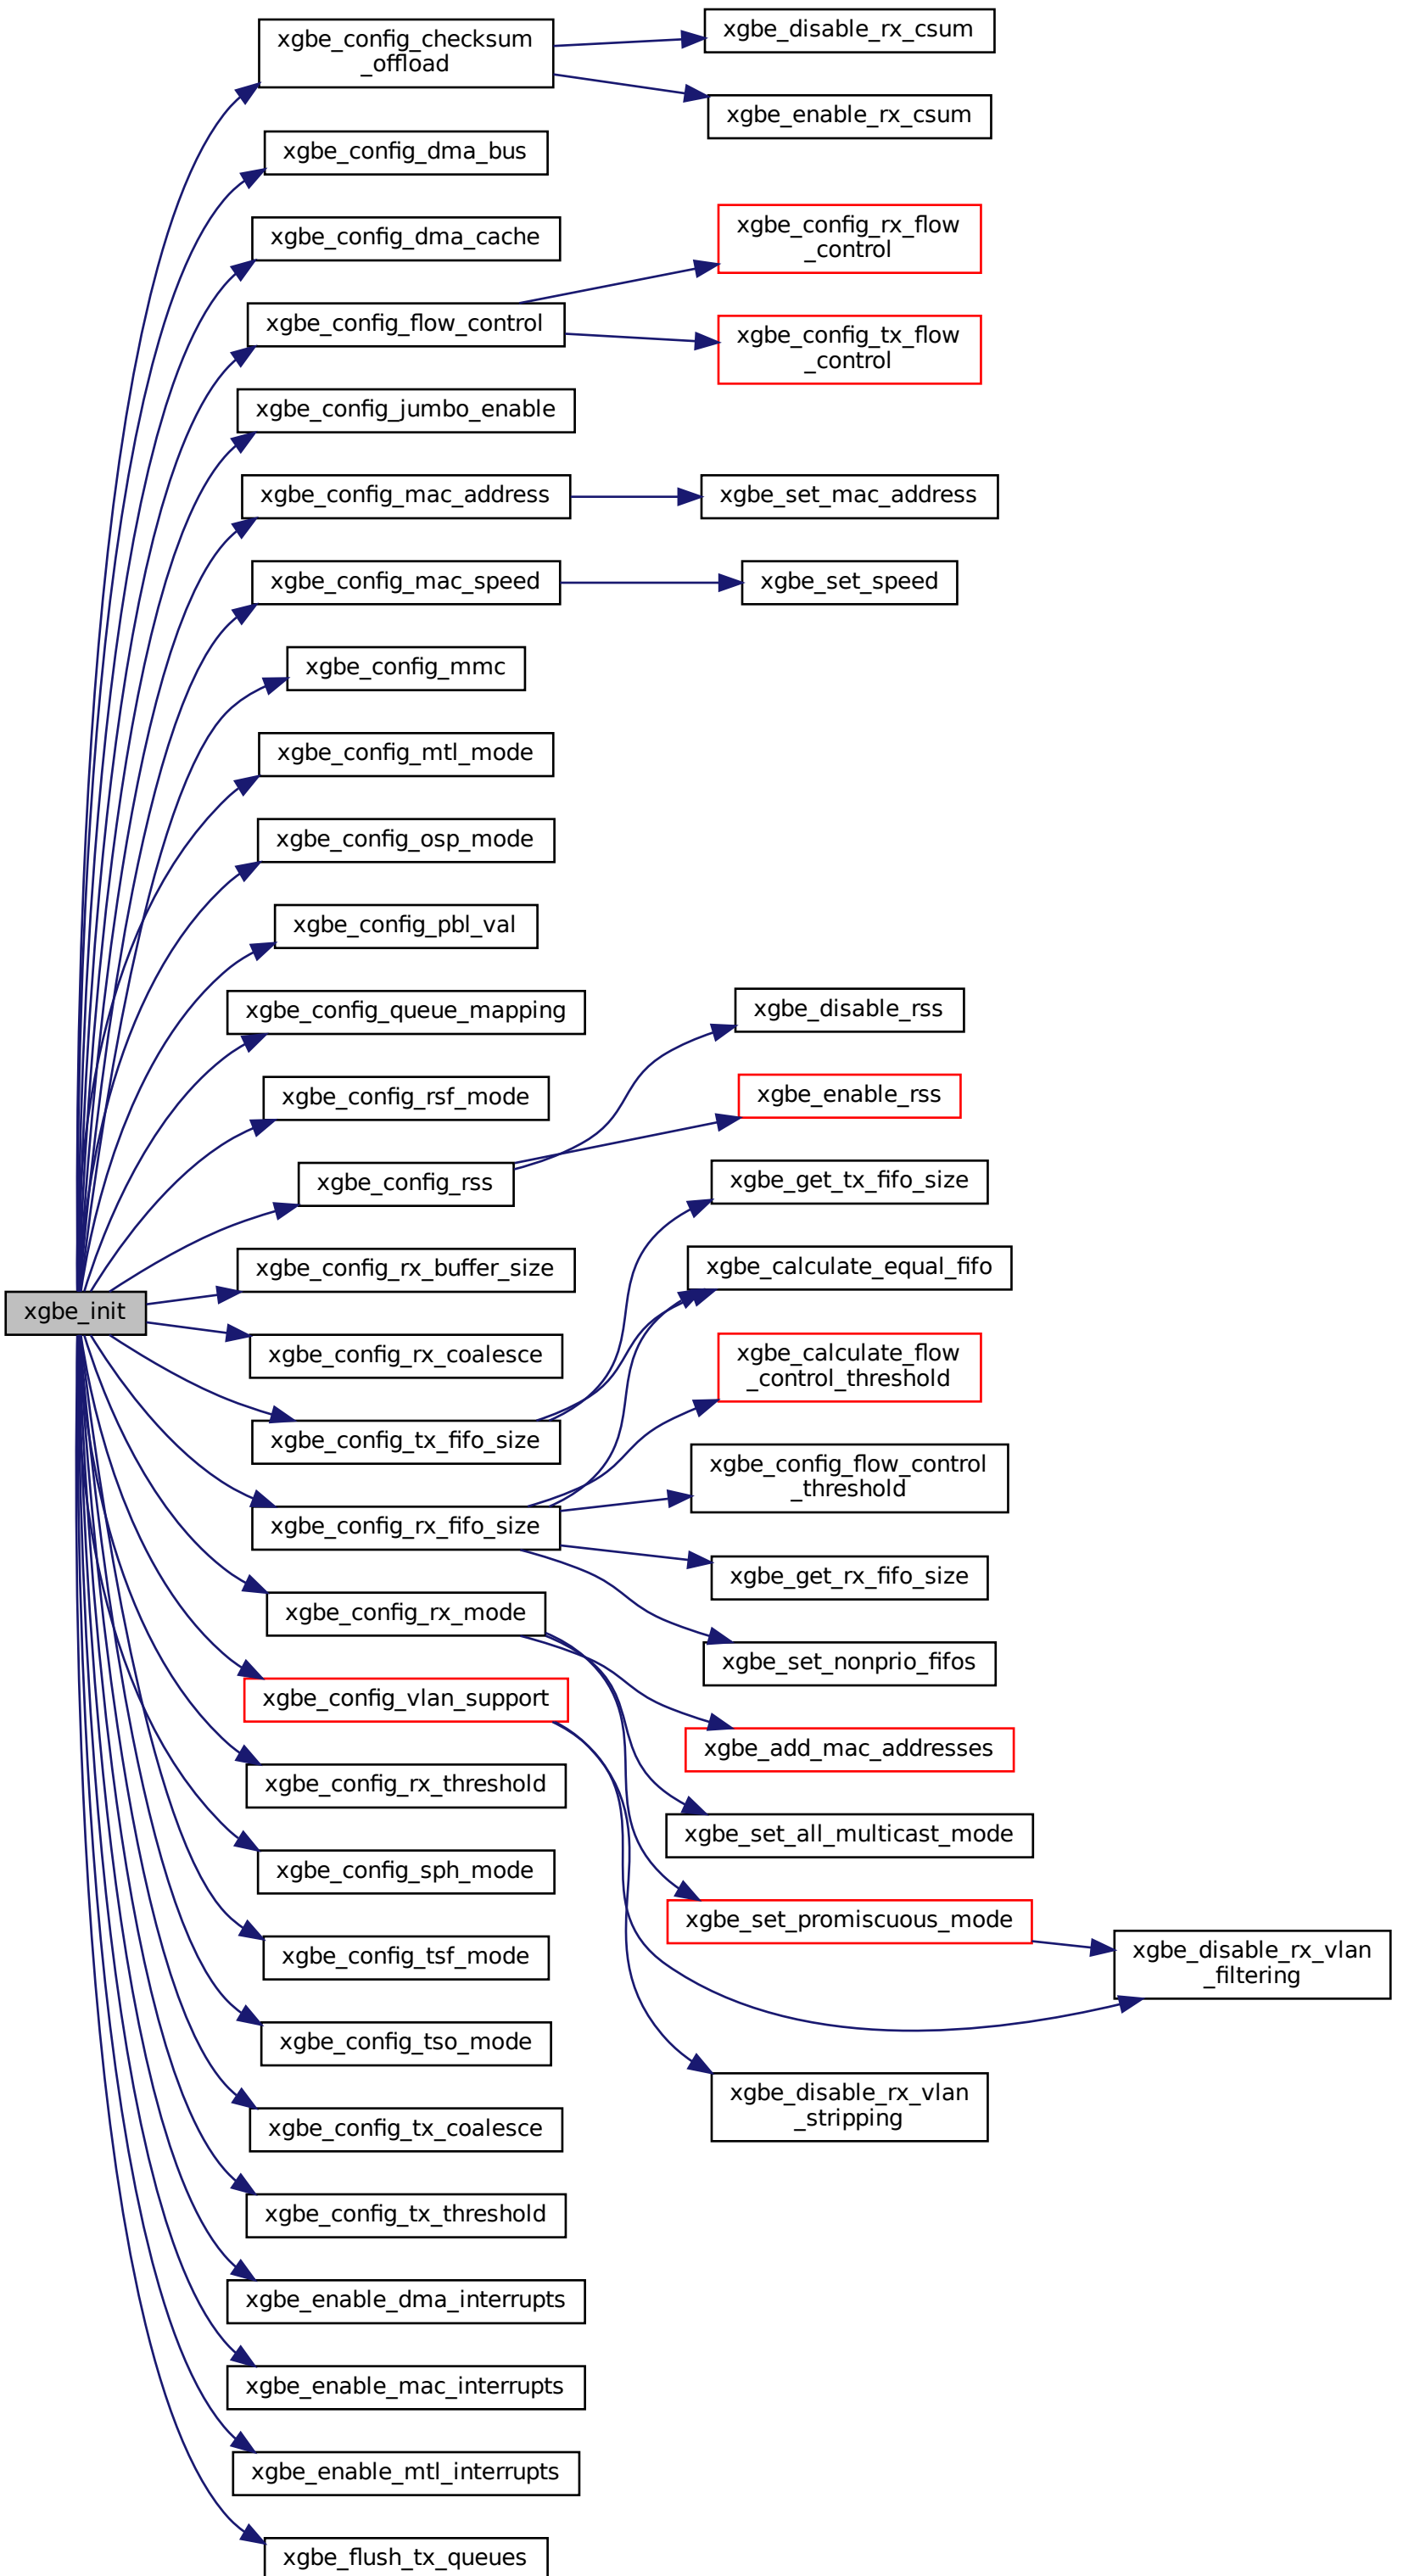 xgbe_init
xgbe_config_checksum
_offload
xgbe_config_dma_bus
xgbe_config_dma_cache
xgbe_config_flow_control
xgbe_config_jumbo_enable
xgbe_config_mac_address
xgbe_config_mac_speed
xgbe_config_mmc
xgbe_config_mtl_mode
xgbe_config_osp_mode
xgbe_config_pbl_val
xgbe_config_queue_mapping
xgbe_config_rsf_mode
xgbe_config_rss
xgbe_config_rx_buffer_size
xgbe_config_rx_coalesce
xgbe_config_tx_fifo_size
xgbe_config_rx_fifo_size
xgbe_config_rx_mode
xgbe_config_vlan_support
xgbe_config_rx_threshold
xgbe_config_sph_mode
xgbe_config_tsf_mode
xgbe_config_tso_mode
xgbe_config_tx_coalesce
xgbe_config_tx_threshold
xgbe_enable_dma_interrupts
xgbe_enable_mac_interrupts
xgbe_enable_mtl_interrupts
xgbe_flush_tx_queues
xgbe_disable_rx_csum
xgbe_enable_rx_csum
xgbe_config_rx_flow
_control
xgbe_config_tx_flow
_control
xgbe_set_mac_address
xgbe_set_speed
xgbe_disable_rss
xgbe_enable_rss
xgbe_get_tx_fifo_size
xgbe_calculate_equal_fifo
xgbe_calculate_flow
_control_threshold
xgbe_config_flow_control
_threshold
xgbe_get_rx_fifo_size
xgbe_set_nonprio_fifos
xgbe_add_mac_addresses
xgbe_set_all_multicast_mode
xgbe_set_promiscuous_mode
xgbe_disable_rx_vlan
_stripping
xgbe_disable_rx_vlan
_filtering